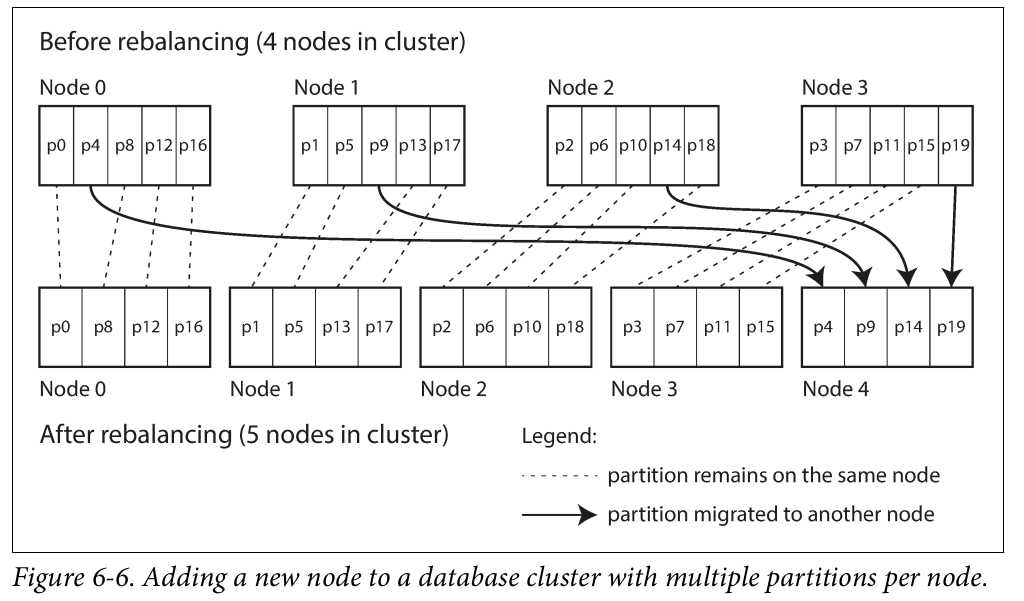 Before rebalancing (4 nodes in cluster)
Node 0 Node 1 Node 2 Node 3
p0 p4 p8 p12 p16 p1 p5 p9 p13 p17 p2 p6 p10 p14 p18 p3 p7 p11 p15 p19
p0 p8 p12 p16 p1 p5 p13 p17 p2 p6 p10 p18 p3 p7 p11 p15 p4 p9 p14 p19
Node 0 Node 1 Node 2 Node 3 Node 4
After rebalancing (5 nodes in cluster)
Legend:
partition remains on the same node
partition migrated to another node
Figure 6-6. Adding a new node to a database cluster with multiple partitions per node.